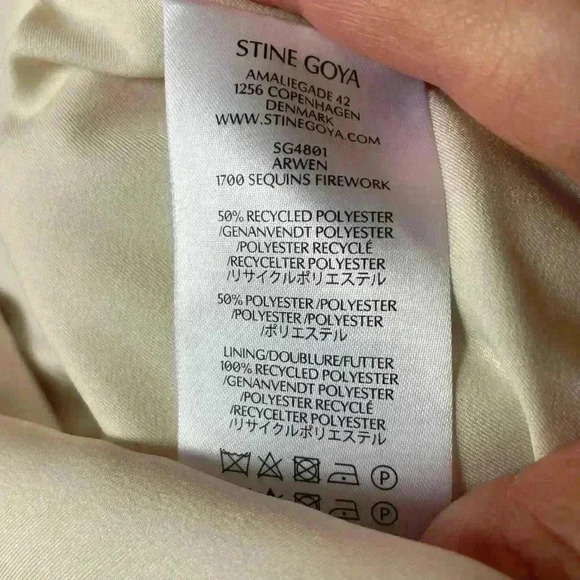 STINE GOYA
AMALIEGADE 42
1256 COPENHAGEN
DENMARK
WWW.STINEGOYA.COM
SG4801
ARWEN
1700 SEQUINS FIREWORK
50% RECYCLED POLYESTER
/GENANVENDT POLYESTER
/POLYESTER RECYCLÉ
/RECYCELTER POLYESTER
/リサイクルポリエステル
50% POLYESTER/POLYESTER
/POLYESTER/POLYESTER
/ポリエステル
LINING/DOUBLURE/FUTTER
100% RECYCLED POLYESTER
/GENANVENDT POLYESTER
/POLYESTER RECYCLÉ
/RECYCELTER POLYESTER
/リサイクルポリエステル
P
P